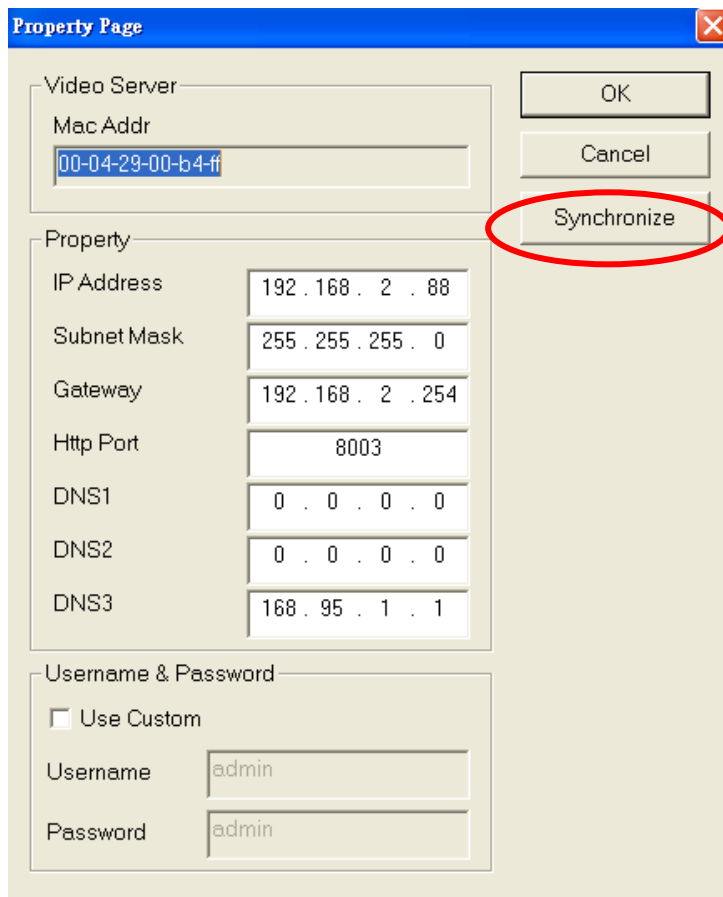 Property Page
Video Server
Mac Addr
00-04-29-00-b4-ff
OK
Cancel
Synchronize
Property
IP Address 192 . 168 . 2 . 88
Subnet Mask 255 . 255 . 255 . 0
Gateway 192 . 168 . 2 . 254
Http Port 8003
DNS1 0 . 0 . 0 . 0
DNS2 0 . 0 . 0 . 0
DNS3 168 . 95 . 1 . 1
Username & Password
Use Custom
Username admin
Password admin